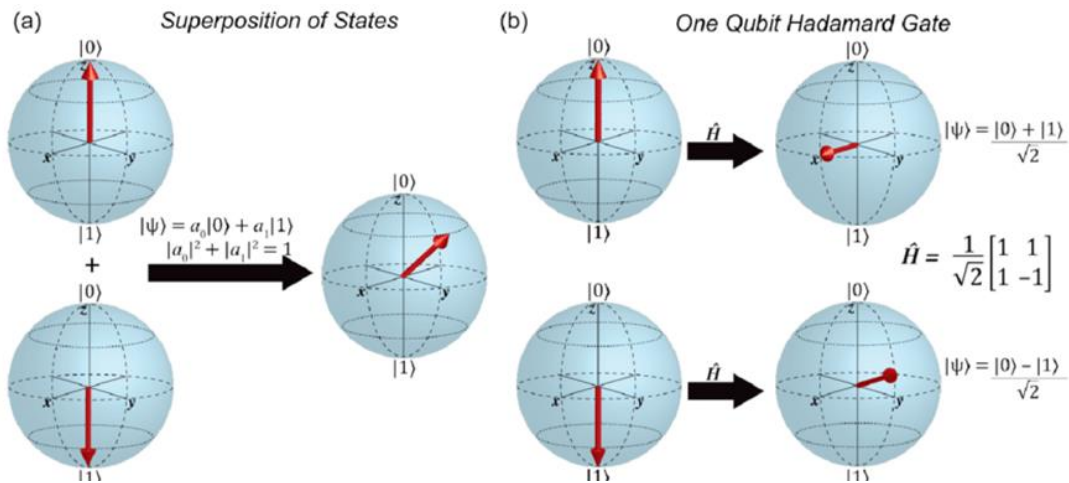 (a) Superposition of States
|0⟩
z
x y
|1⟩
+
|0⟩
z
x y
|1⟩
|ψ⟩ = a₀|0⟩ + a₁|1⟩
|a₀|² + |a₁|² = 1
|0⟩
z
x y
|1⟩
(b) One Qubit Hadamard Gate
|0⟩
z
x y
|1⟩
Ĥ
|0⟩
z
x y
|1⟩
|ψ⟩ = |0⟩ + |1⟩
√2
Ĥ = 1/√2 [1 1
1 -1]
|0⟩
z
x y
|1⟩
Ĥ
|0⟩
z
x y
|1⟩
|ψ⟩ = |0⟩ – |1⟩
√2